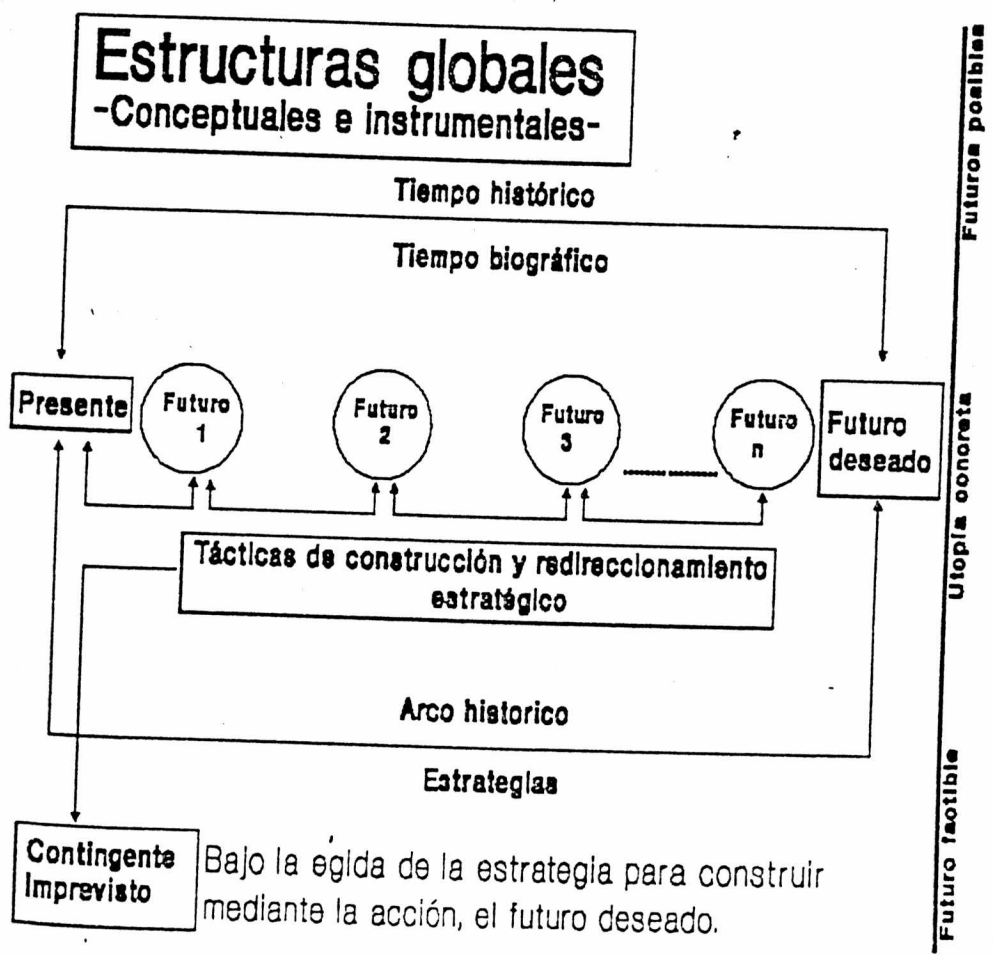 Estructuras globales
-Conceptuales e instrumentales-
Tiempo histórico
Tiempo biográfico
Presente
Futuro
1
Futuro
2
Futuro
3
Futuro
n
Futuro
deseado
Tácticas de construcción y redireccionamiento
estratégico
Arco historico
Estrategias
Contingente
Imprevisto
Bajo la égida de la estrategia para construir
mediante la acción, el futuro deseado.
Futuros posibles
Utopia concreta
Futuro factible